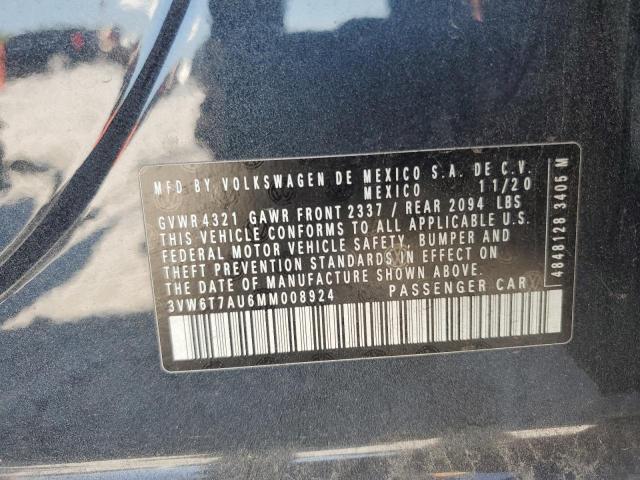 MFD BY VOLKSWAGEN DE MEXICO S.A. DE C.V.
MEXICO 11/20
GVWR 4321 GAWR FRONT 2337 / REAR 2094 LBS
THIS VEHICLE CONFORMS TO ALL APPLICABLE U.S.
FEDERAL MOTOR VEHICLE SAFETY, BUMPER AND
THEFT PREVENTION STANDARDS IN EFFECT ON
THE DATE OF MANUFACTURE SHOWN ABOVE.
3VW6T7AU6MM008924 PASSENGER CAR
4848128 3405 M